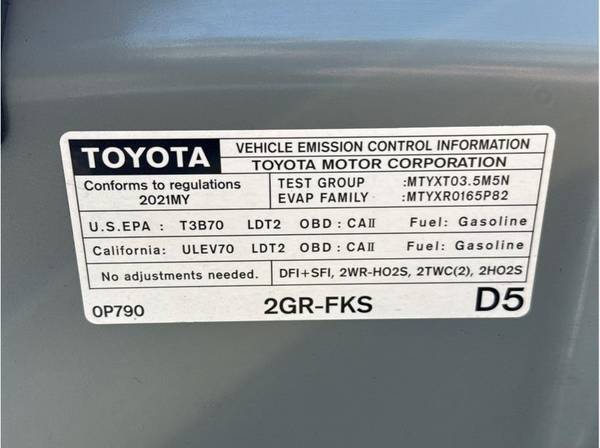 TOYOTA VEHICLE EMISSION CONTROL INFORMATION
TOYOTA MOTOR CORPORATION
Conforms to regulations
2021MY
TEST GROUP :MTYXT03.5M5N
EVAP FAMILY :MTYXR0165P82
U.S.EPA : T3B70 LDT2 OBD : CAII Fuel: Gasoline
California: ULEV70 LDT2 OBD : CAII Fuel: Gasoline
No adjustments needed. DFI+SFI, 2WR-HO2S, 2TWC(2), 2HO2S
0P790 2GR-FKS D5